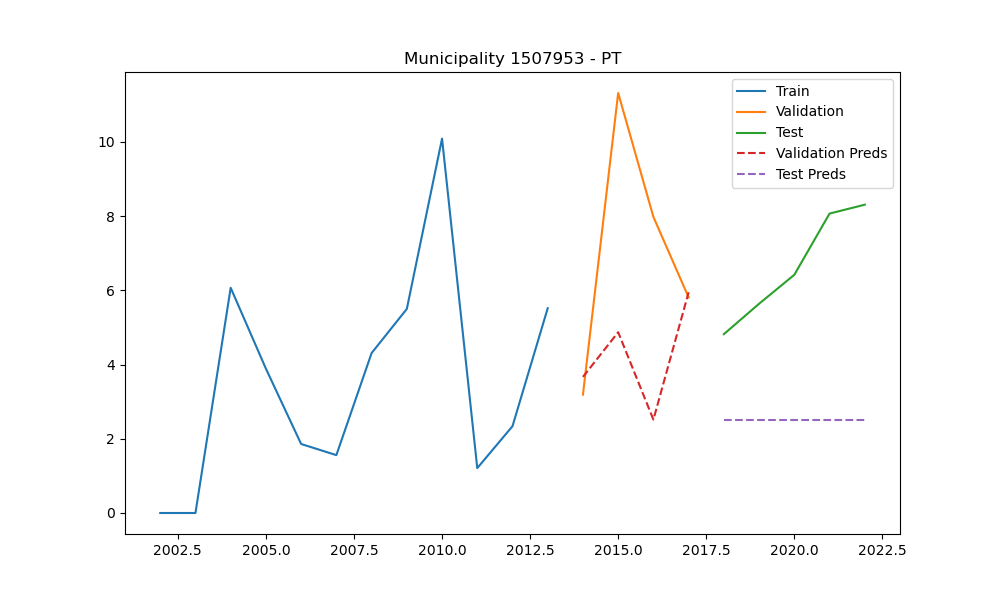 Municipality 1507953 - PT
Train
Validation
Test
Validation Preds
Test Preds
10
8
6
4
2
0
2002.5 2005.0 2007.5 2010.0 2012.5 2015.0 2017.5 2020.0 2022.5